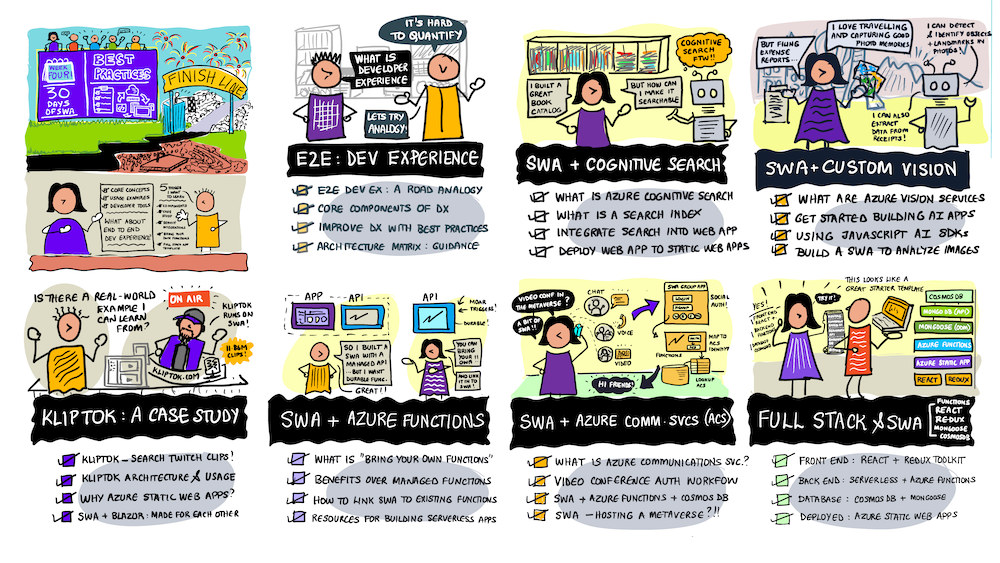 WEEK
FOUR!
30
DAYS
OF SWA
BEST
PRACTICES
FINISH LINE
CORE CONCEPTS
USAGE EXAMPLES
DEVELOPER TOOLS
WHAT ABOUT
END TO END
DEV EXPERIENCE!
5 THINGS
I WANT
TO LEARN
IT'S HARD
TO QUANTIFY
WHAT IS
DEVELOPER
EXPERIENCE
LETS TRY
ANALOGY!
E2E: DEV EXPERIENCE
E2E DEV EX: A ROAD ANALOGY
CORE COMPONENTS OF DX
IMPROVE DX WITH BEST PRACTICES
ARCHITECTURE MATRIX: GUIDANCE
COGNITIVE
SEARCH
FTW!!
I BUILT A
GREAT
BOOK
CATALOG
BUT HOW CAN
I MAKE IT
SEARCHABLE
SWA + COGNITIVE SEARCH
WHAT IS AZURE COGNITIVE SEARCH
WHAT IS A SEARCH INDEX
INTEGRATE SEARCH INTO WEB APP
DEPLOY WEB APP TO STATIC WEB APPS
I LOVE TRAVELLING
AND CAPTURING GOOD
PHOTO MEMORIES
BUT FILING
EXPENSE
REPORTS...
I CAN DETECT
& IDENTIFY OBJECTS
+ LANDMARKS IN
PHOTOS!
I CAN ALSO
EXTRACT
DATA FROM
RECEIPTS!
SWA + CUSTOM VISION
WHAT ARE AZURE VISION SERVICES
GET STARTED BUILDING AI APPS
USING JAVASCRIPT AI SDKs
BUILD A SWA TO ANALYZE IMAGES
IS THERE A REAL-WORLD
EXAMPLE I
CAN LEARN
FROM?
ON AIR
KLIPTOK
RUNS ON
SWA!
CLIPS!
KLIPTOK.COM
KLIPTOK: A CASE STUDY
KLIPTOK - SEARCH TWITCH CLIPS!
KLIPTOK ARCHITECTURE & USAGE
WHY AZURE STATIC WEB APPS?
SWA + BLAZOR: MADE FOR EACH OTHER
APP
API
API
MOAR
TRIGGERS!
DURABLE!
SO I BUILT A
SWA WITH A
MANAGED API
...BUT I WANT
DURABLE FUNC.
GREAT!!
YOU CAN
BRING
YOUR
OWN
AND LINK
IT IN TO
SWA!
SWA + AZURE FUNCTIONS
WHAT IS "BRING YOUR OWN FUNCTIONS"
BENEFITS OVER MANAGED FUNCTIONS
HOW TO LINK SWA TO EXISTING FUNCTIONS
RESOURCES FOR BUILDING SERVERLESS APPS
VIDEO CONF IN
THE METAVERSE?
A BIT OF
SWA!!
CHAT
VOICE
VIDEO
SWA GROUP APP
LOGIN
SOCIAL
AUTH!
MAP TO
ACS
IDENTITY
FUNCTIONS
LOOKUP
ACS
HI FRIENDS!
SWA + AZURE COMM. SVCS (ACS)
WHAT IS AZURE COMMUNICATIONS SVC.?
VIDEO CONFERENCE AUTH WORKFLOW
SWA + AZURE FUNCTIONS + COSMOS DB
SWA - HOSTING A METAVERSE?!!
THIS LOOKS LIKE A
GREAT STARTER TEMPLATE
YES!
FRONT END
REACT +
TRY IT!
COSMOS DB
MONGO DB (API)
MONGOOSE (ODM)
AZURE FUNCTIONS
AZURE STATIC APP
REACT
REDUX
FULL STACK & SWA
FUNCTIONS
REACT
REDUX
MONGOOSE
COSMOSDB
FRONT END: REACT + REDUX TOOLKIT
BACK END: SERVERLESS + AZURE FUNCTIONS
DATABASE: COSMOS DB + MONGOOSE
DEPLOYED: AZURE STATIC WEB APPS